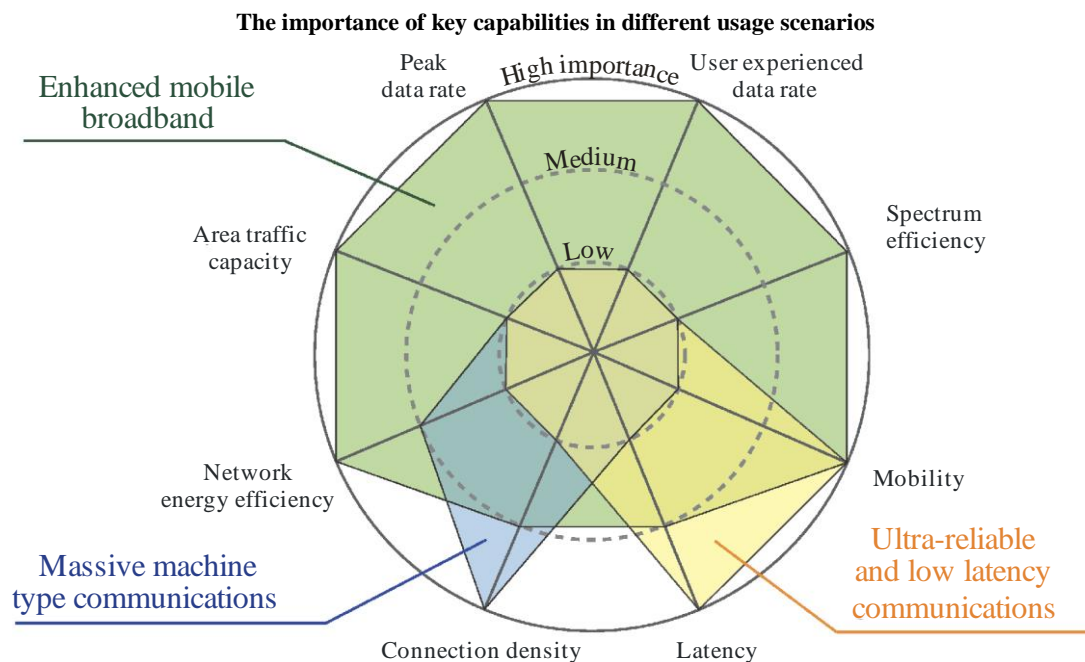 The importance of key capabilities in different usage scenarios
Peak
data rate
High importance
User experienced
data rate
Enhanced mobile
broadband
Medium
Area traffic
capacity
Low
Spectrum
efficiency
Network
energy efficiency
Mobility
Massive machine
type communications
Ultra-reliable
and low latency
communications
Connection density
Latency